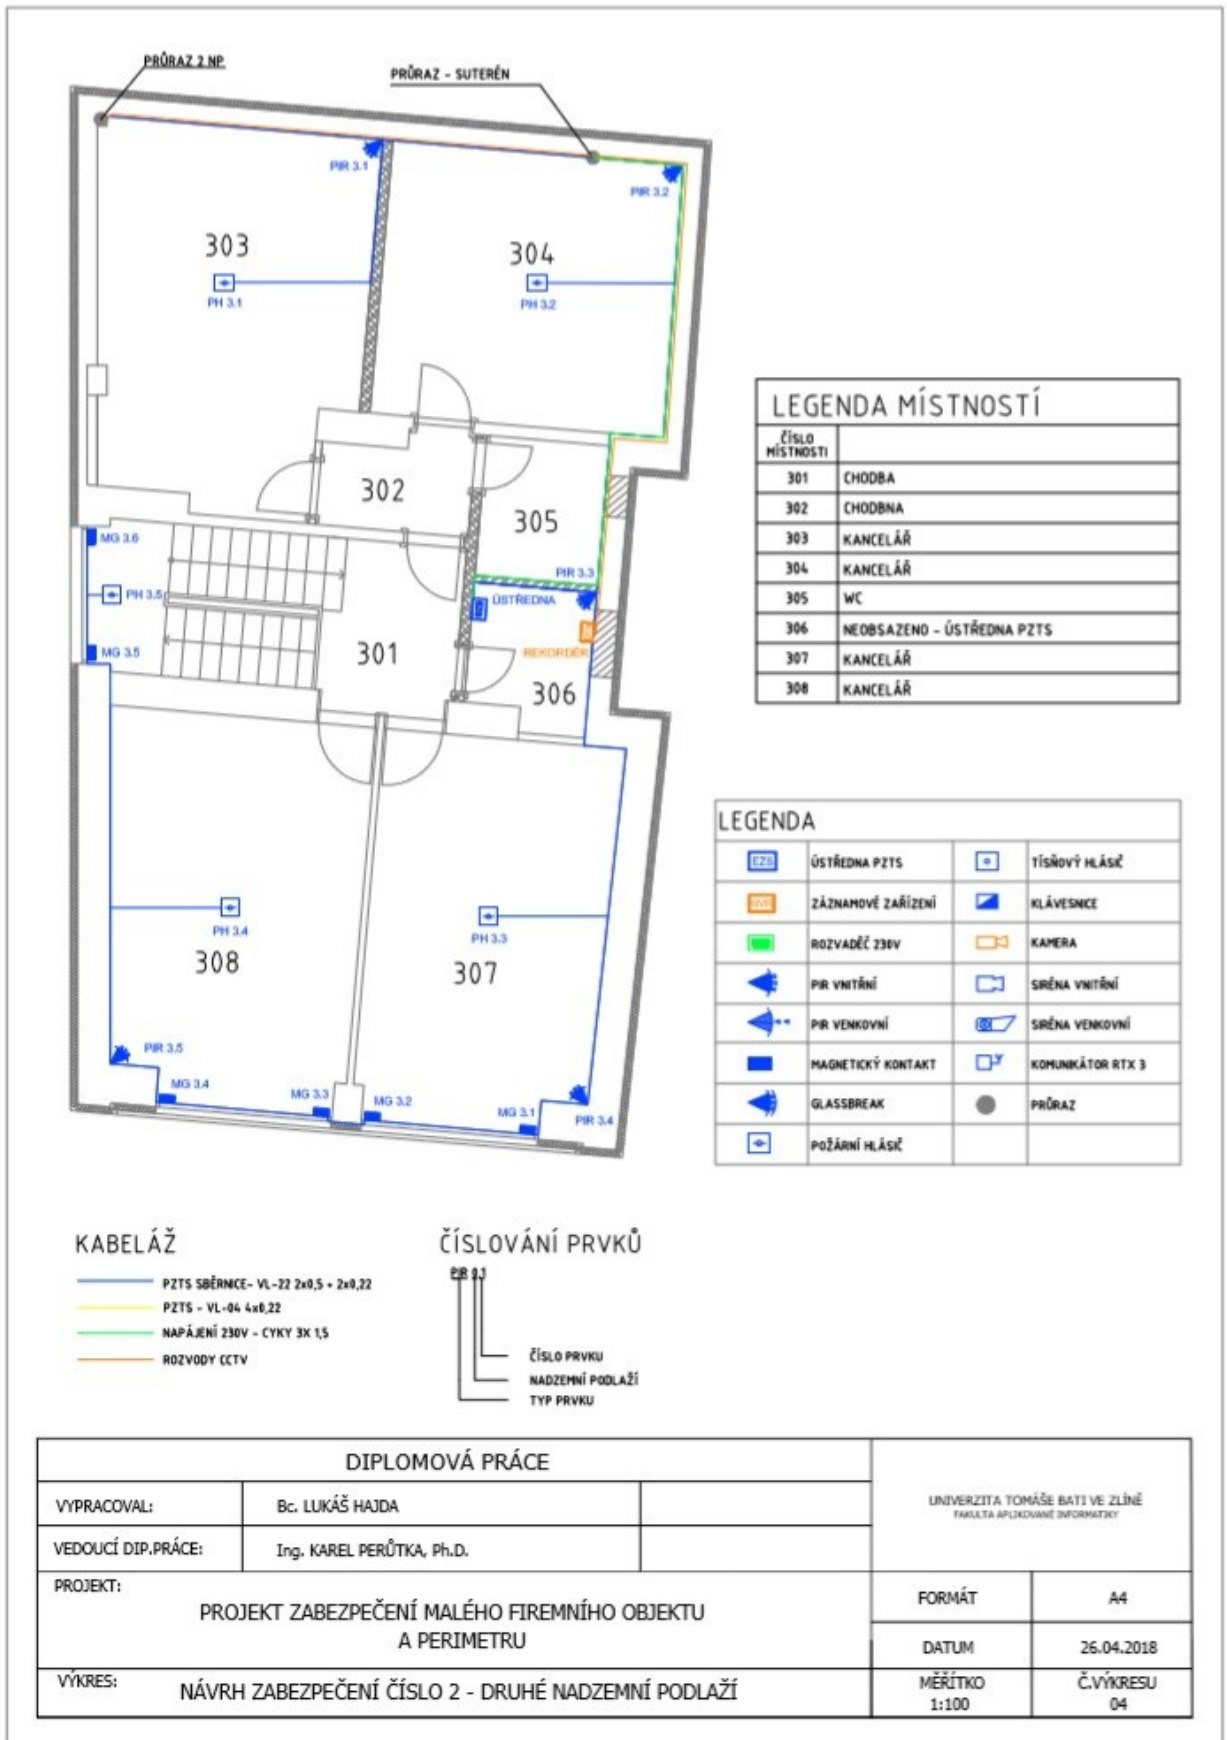 PRŮRAZ 2 NP
PRŮRAZ - SUTERÉN
PIR 3.1
PIR 3.2
303
304
PH 3.1
PH 3.2
302
305
MG 3.6
PIR 3.3
PH 3.5
ÚSTŘEDNA
MG 3.5
301
REKORDÉR
306
PH 3.4
PH 3.3
308
307
PIR 3.5
MG 3.4
MG 3.3
MG 3.2
MG 3.1
PIR 3.4
LEGENDA MÍSTNOSTÍ
ČÍSLO
MÍSTNOSTI
301 CHODBA
302 CHODBNA
303 KANCELÁŘ
304 KANCELÁŘ
305 WC
306 NEOBSAZENO - ÚSTŘEDNA PZTS
307 KANCELÁŘ
308 KANCELÁŘ
LEGENDA
EZS ÚSTŘEDNA PZTS TÍSŇOVÝ HLÁSIČ
ZÁZNAMOVÉ ZAŘÍZENÍ KLÁVESNICE
ROZVADĚČ 230V KAMERA
PIR VNITŘNÍ SIRÉNA VNITŘNÍ
PIR VENKOVNÍ SIRÉNA VENKOVNÍ
MAGNETICKÝ KONTAKT KOMUNIKÁTOR RTX 3
GLASSBREAK PRŮRAZ
POŽÁRNÍ HLÁSIČ
KABELÁŽ
PZTS SBĚRNICE- VL-22 2x0,5 + 2x0,22
PZTS - VL-04 4x0,22
NAPÁJENÍ 230V - CYKY 3X 1,5
ROZVODY CCTV
ČÍSLOVÁNÍ PRVKŮ
PIR 0.1
ČÍSLO PRVKU
NADZEMNÍ PODLAŽÍ
TYP PRVKU
DIPLOMOVÁ PRÁCE
VYPRACOVAL: Bc. LUKÁŠ HAJDA
VEDOUCÍ DIP.PRÁCE: Ing. KAREL PERŮTKA, Ph.D.
UNIVERZITA TOMÁŠE BATI VE ZLÍNĚ
FAKULTA APLIKOVANÉ INFORMATIKY
PROJEKT:
PROJEKT ZABEZPEČENÍ MALÉHO FIREMNÍHO OBJEKTU
A PERIMETRU
FORMÁT A4
DATUM 26.04.2018
VÝKRES: NÁVRH ZABEZPEČENÍ ČÍSLO 2 - DRUHÉ NADZEMNÍ PODLAŽÍ
MĚŘÍTKO
1:100
Č.VÝKRESU
04